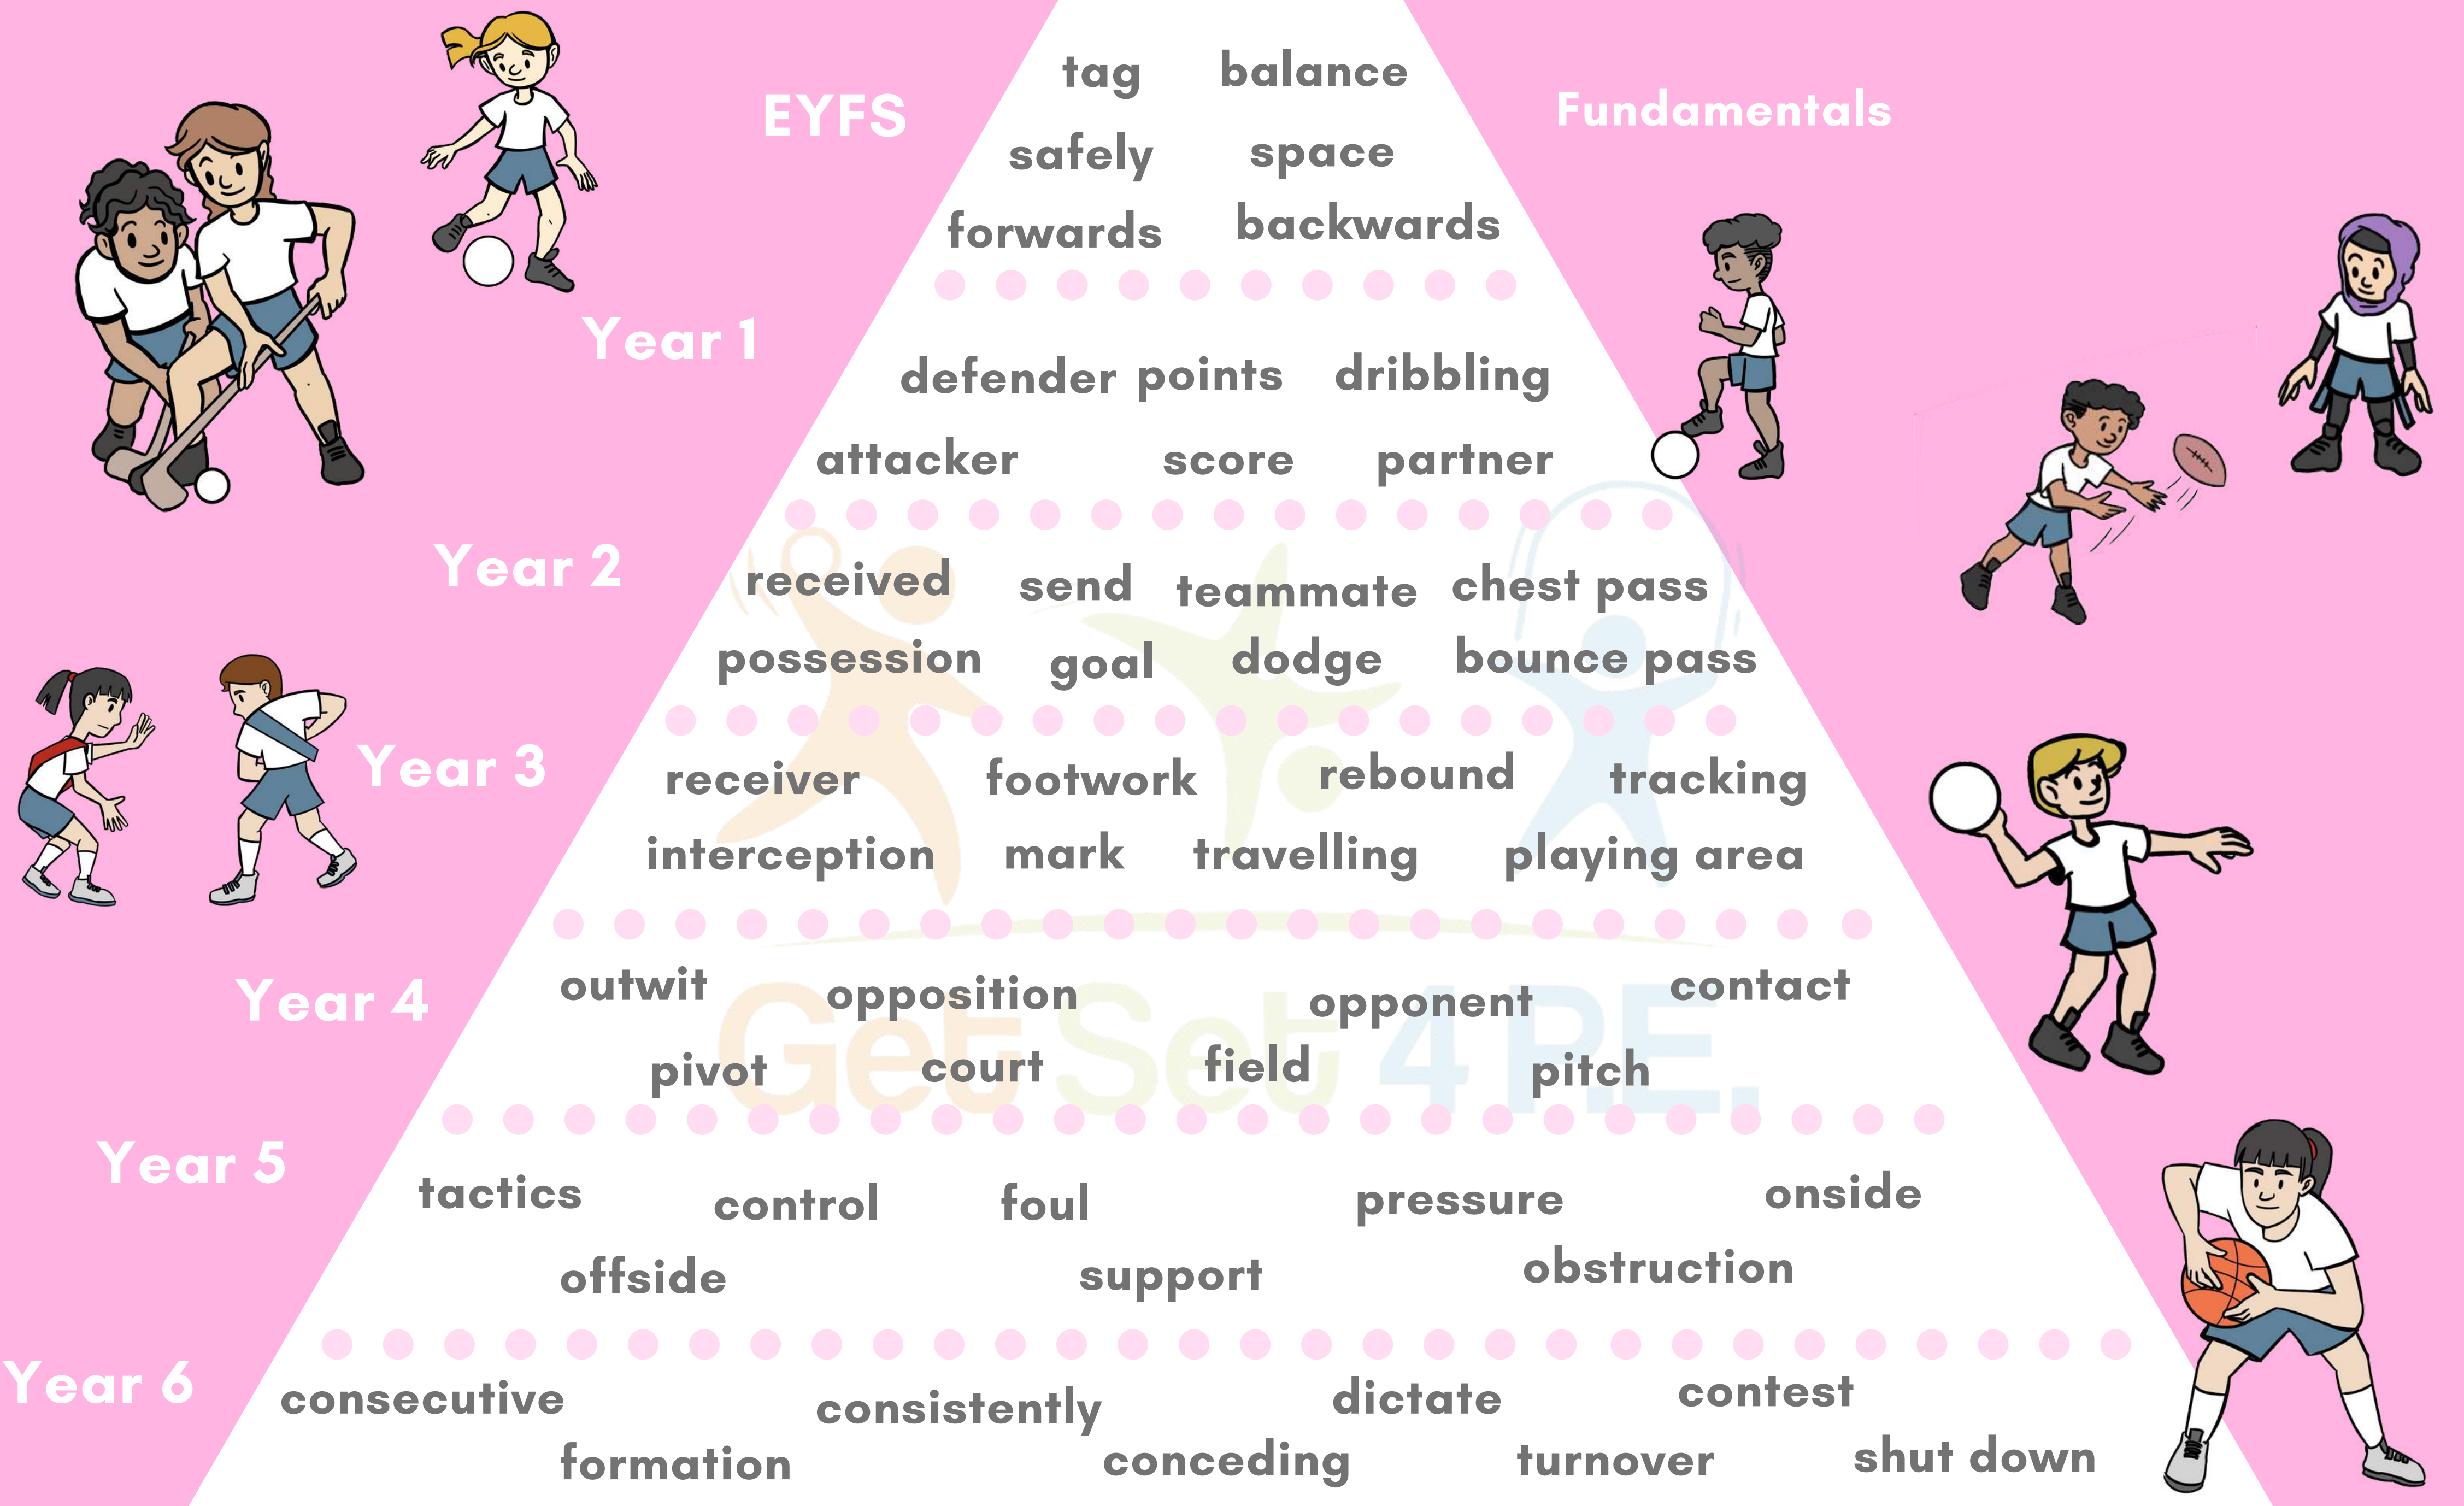 EYFS
Fundamentals
tag balance
safely space
forwards backwards
Year 1
defender points dribbling
attacker score partner
Year 2
received send teammate chest pass
possession goal dodge bounce pass
Year 3
receiver footwork rebound tracking
interception mark travelling playing area
Year 4
outwit opposition opponent contact
pivot court field pitch
Get Set 4 P.E.
Year 5
tactics control foul pressure onside
offside support obstruction
Year 6
consecutive consistently dictate contest
formation conceding turnover shut down